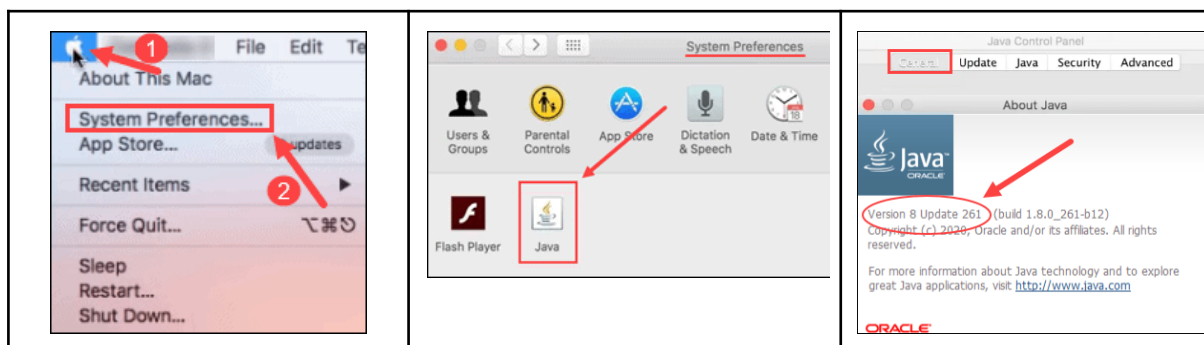 1
File Edit Te
About This Mac
System Preferences...
App Store...
updates
Recent Items
2
Force Quit...
⌥⌘⎋
Sleep
Restart...
Shut Down...
System Preferences
Users & Groups
Parental Controls
App Store
Dictation & Speech
Date & Time
18
Flash Player
Java
Java Control Panel
General Update Java Security Advanced
About Java
Java
ORACLE
Version 8 Update 261 (build 1.8.0_261-b12)
Copyright (c) 2020, Oracle and/or its affiliates. All rights
reserved.
For more information about Java technology and to explore
great Java applications, visit http://www.java.com
ORACLE